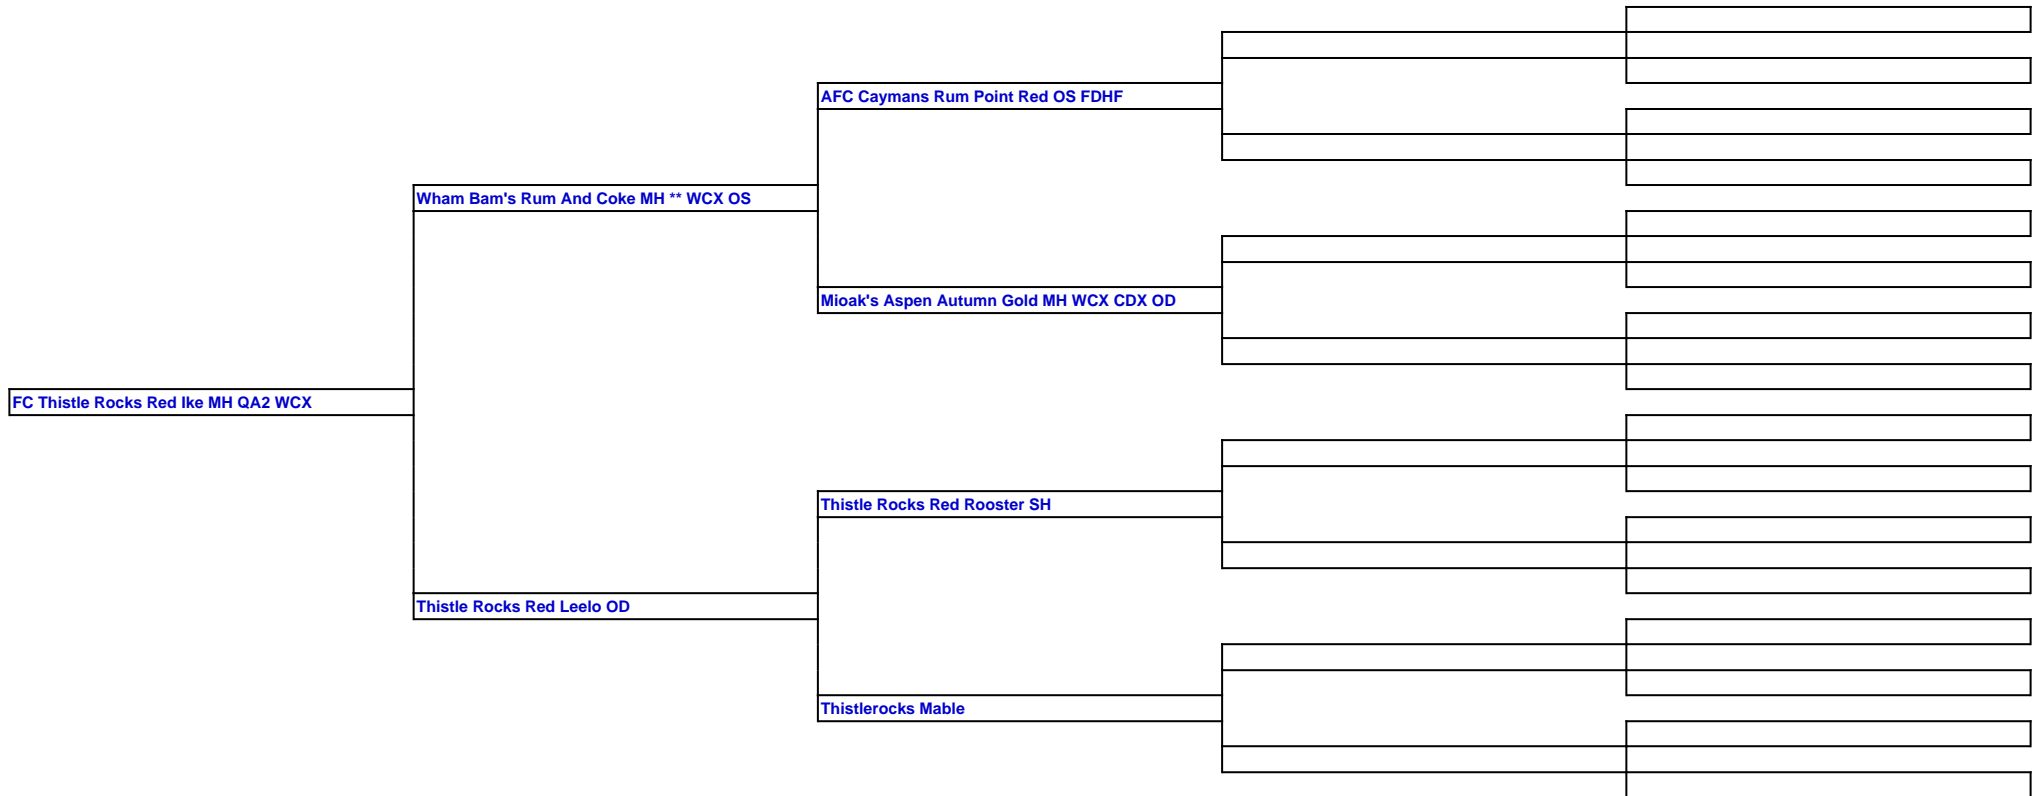 AFC Caymans Rum Point Red OS FDHF
Wham Bam's Rum And Coke MH ** WCX OS
Mioak's Aspen Autumn Gold MH WCX CDX OD
FC Thistle Rocks Red Ike MH QA2 WCX
Thistle Rocks Red Rooster SH
Thistle Rocks Red Leelo OD
Thistlerocks Mable